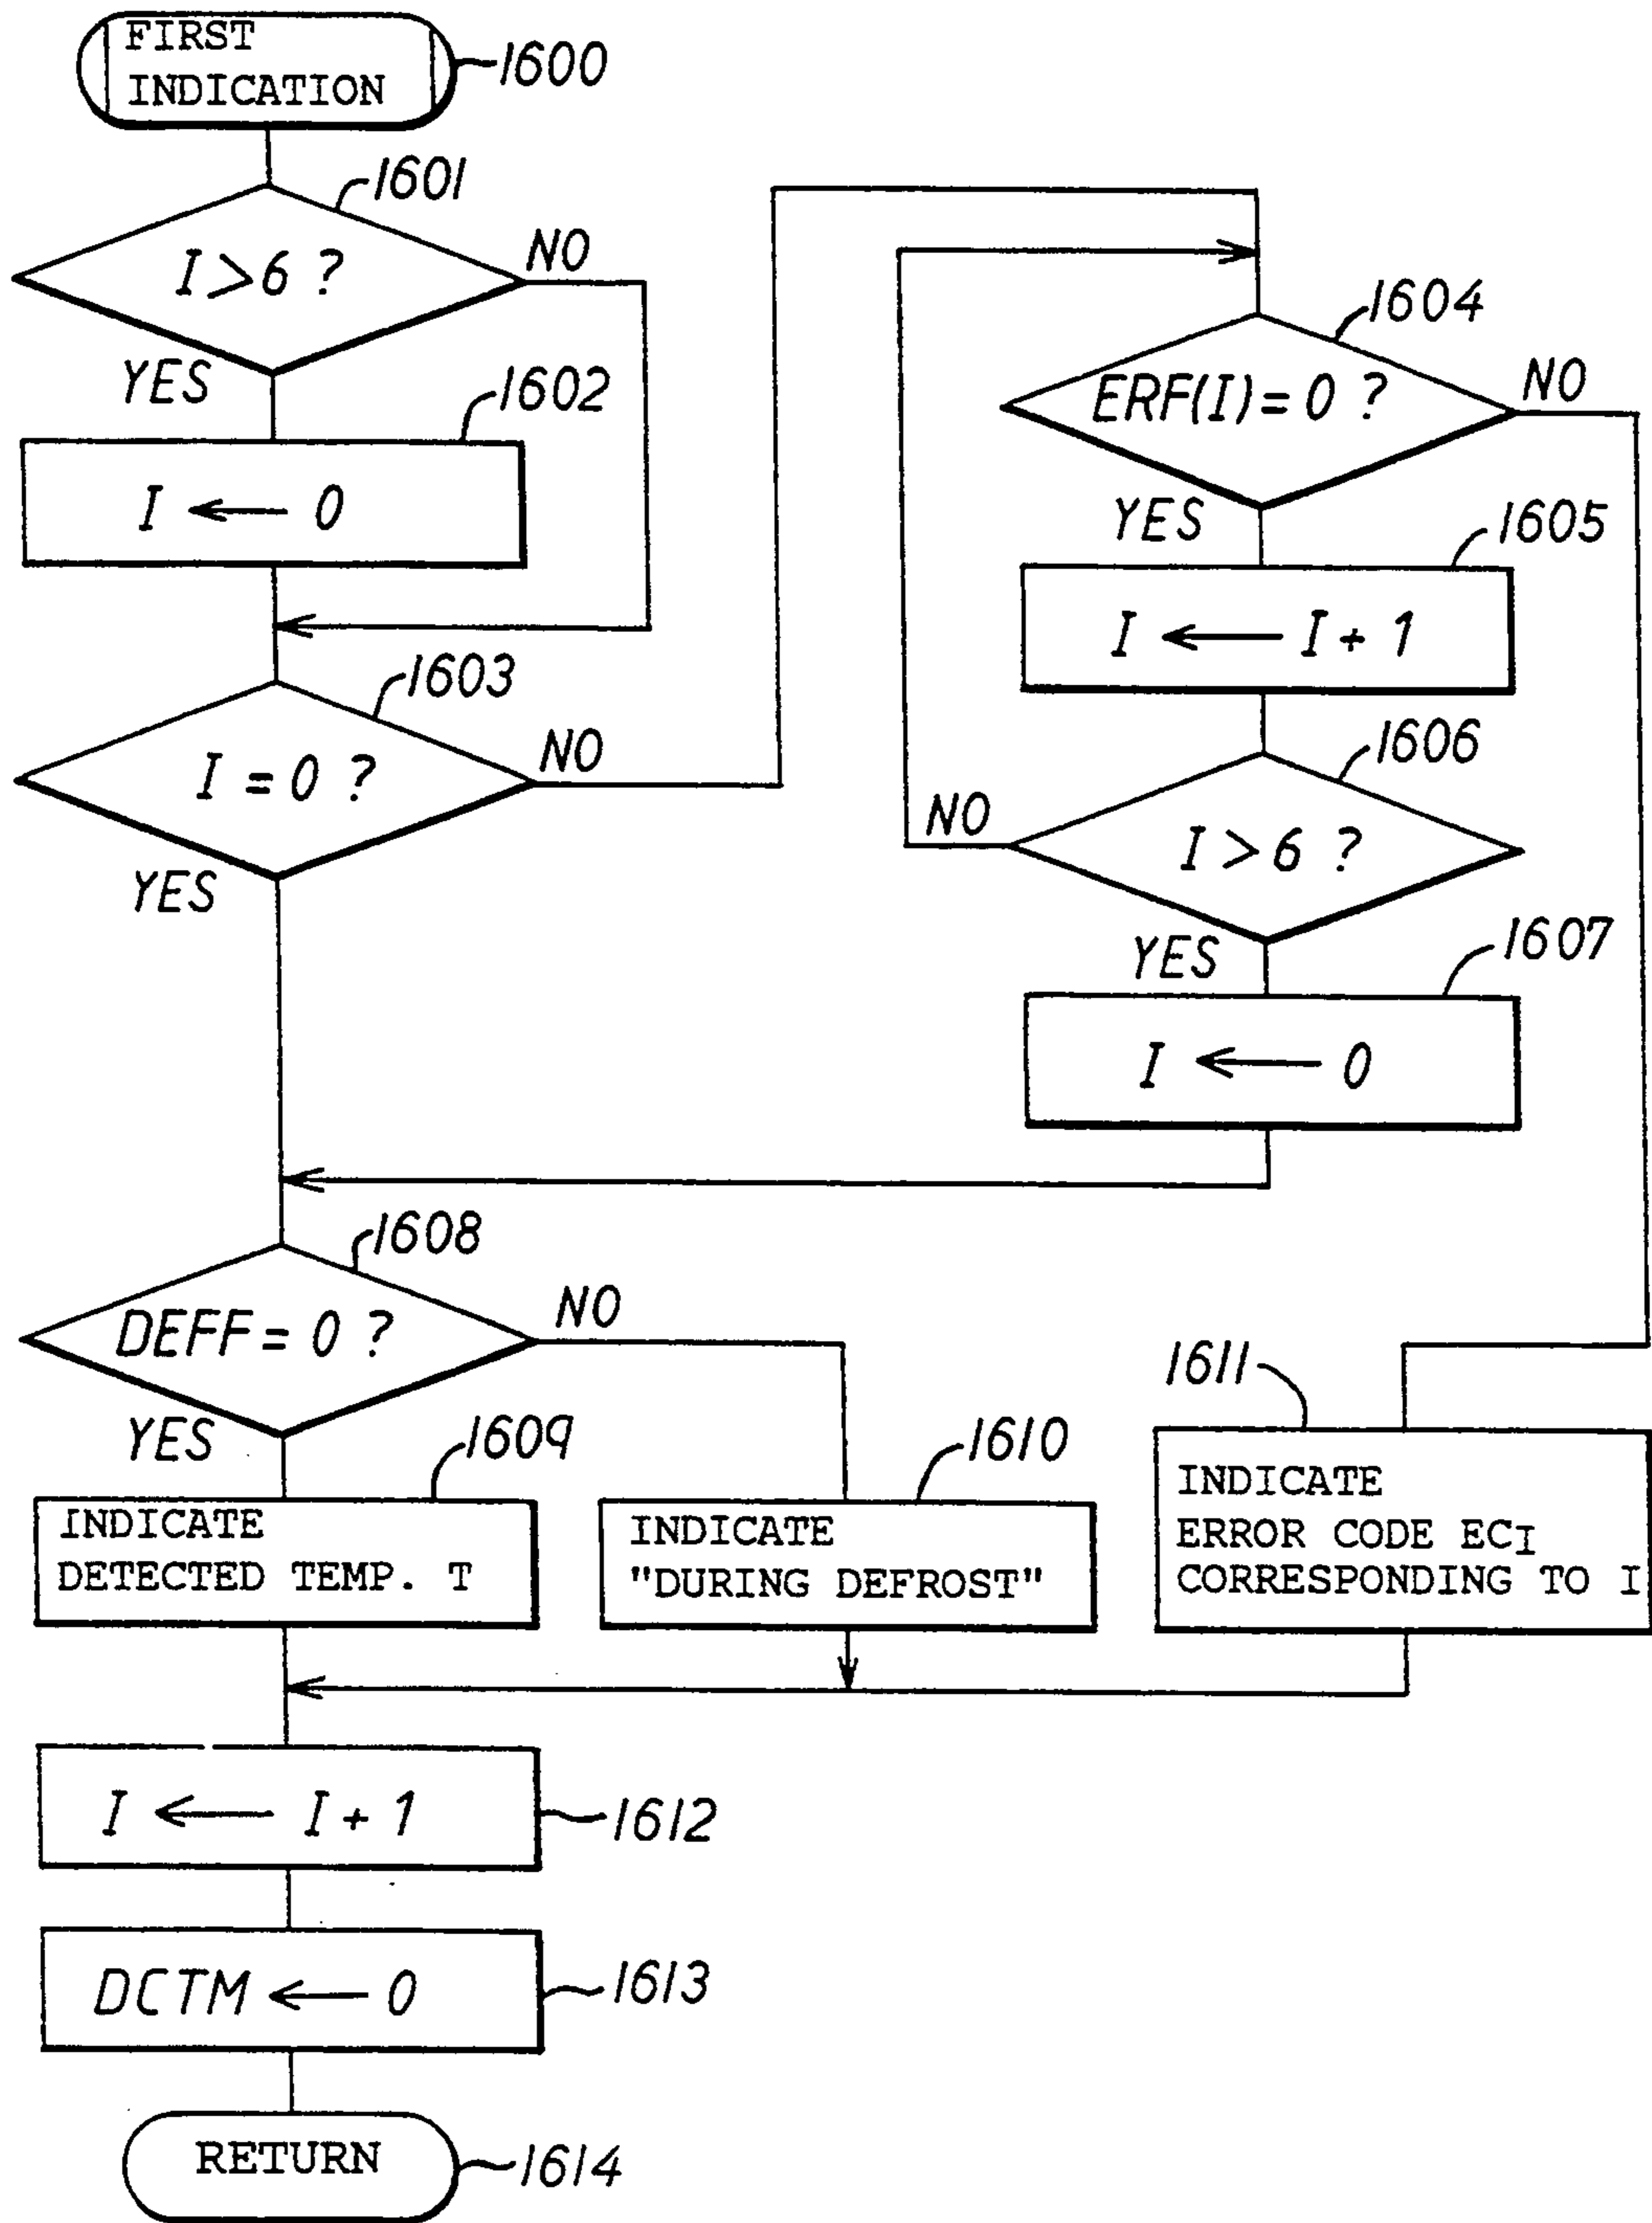 FIRST
INDICATION
1600
1601
I > 6 ?
NO
YES
1602
I ← 0
1603
I = 0 ?
NO
YES
1604
ERF(I) = 0 ?
NO
YES
1605
I ← I + 1
1606
I > 6 ?
NO
YES
1607
I ← 0
1608
DEFF = 0 ?
NO
YES
1609
INDICATE
DETECTED TEMP. T
1610
INDICATE
"DURING DEFROST"
1611
INDICATE
ERROR CODE ECI
CORRESPONDING TO I
I ← I + 1
1612
DCTM ← 0
1613
RETURN
1614